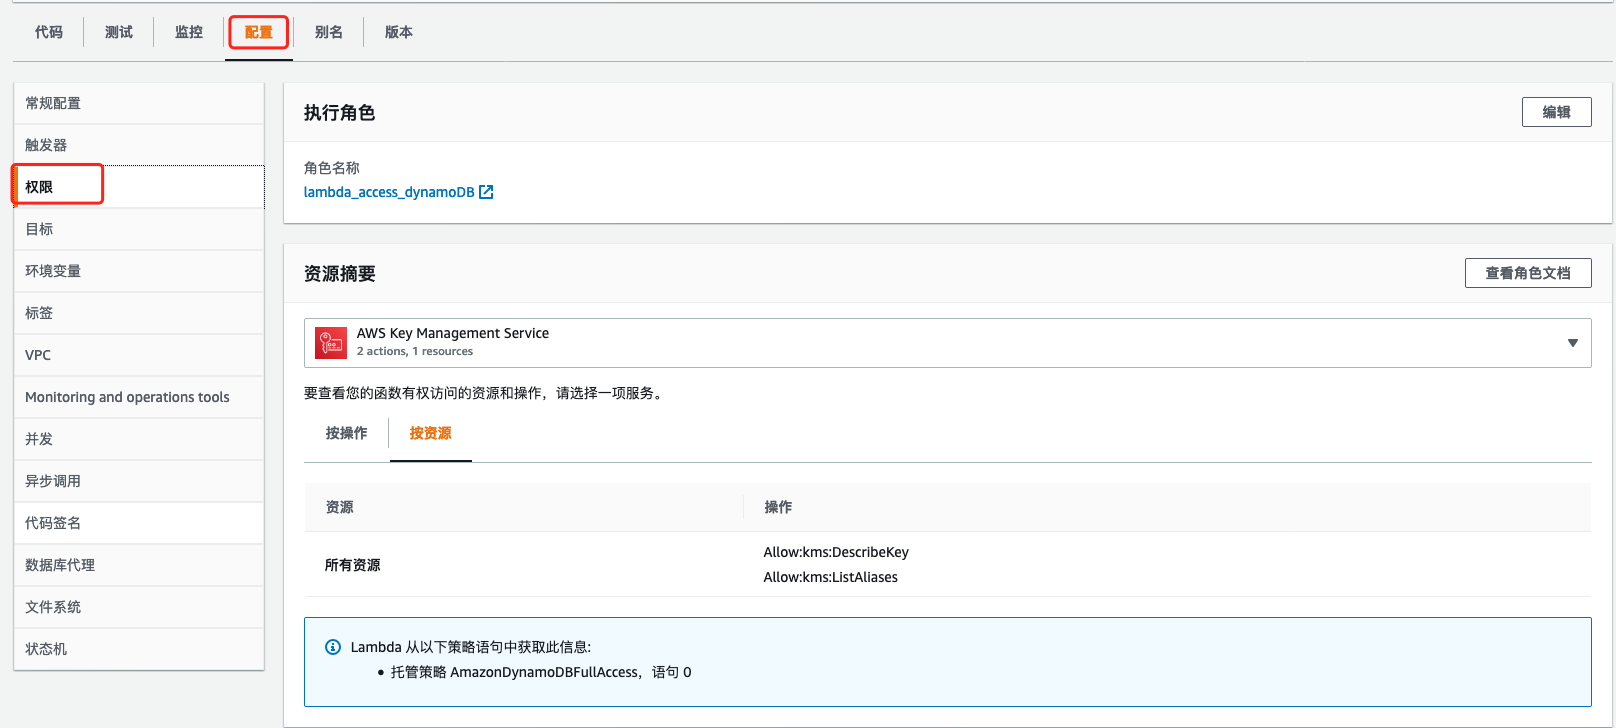 代码
测试
监控
配置
别名
版本
常规配置
触发器
权限
目标
环境变量
标签
VPC
Monitoring and operations tools
并发
异步调用
代码签名
数据库代理
文件系统
状态机
执行角色
编辑
角色名称
lambda_access_dynamoDB
资源摘要
查看角色文档
AWS Key Management Service
2 actions, 1 resources
要查看您的函数有权访问的资源和操作，请选择一项服务。
按操作
按资源
资源
操作
所有资源
Allow:kms:DescribeKey
Allow:kms:ListAliases
Lambda 从以下策略语句中获取此信息:
• 托管策略 AmazonDynamoDBFullAccess，语句 0